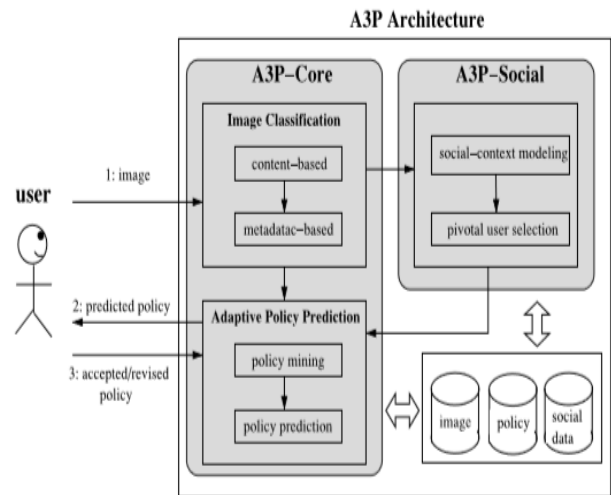 A3P Architecture
A3P–Core
Image Classification
content–based
metadatac–based
A3P–Social
social–context modeling
pivotal user selection
user
1: image
2: predicted policy
3: accepted/revised
policy
Adaptive Policy Prediction
policy mining
policy prediction
image
policy
social
data